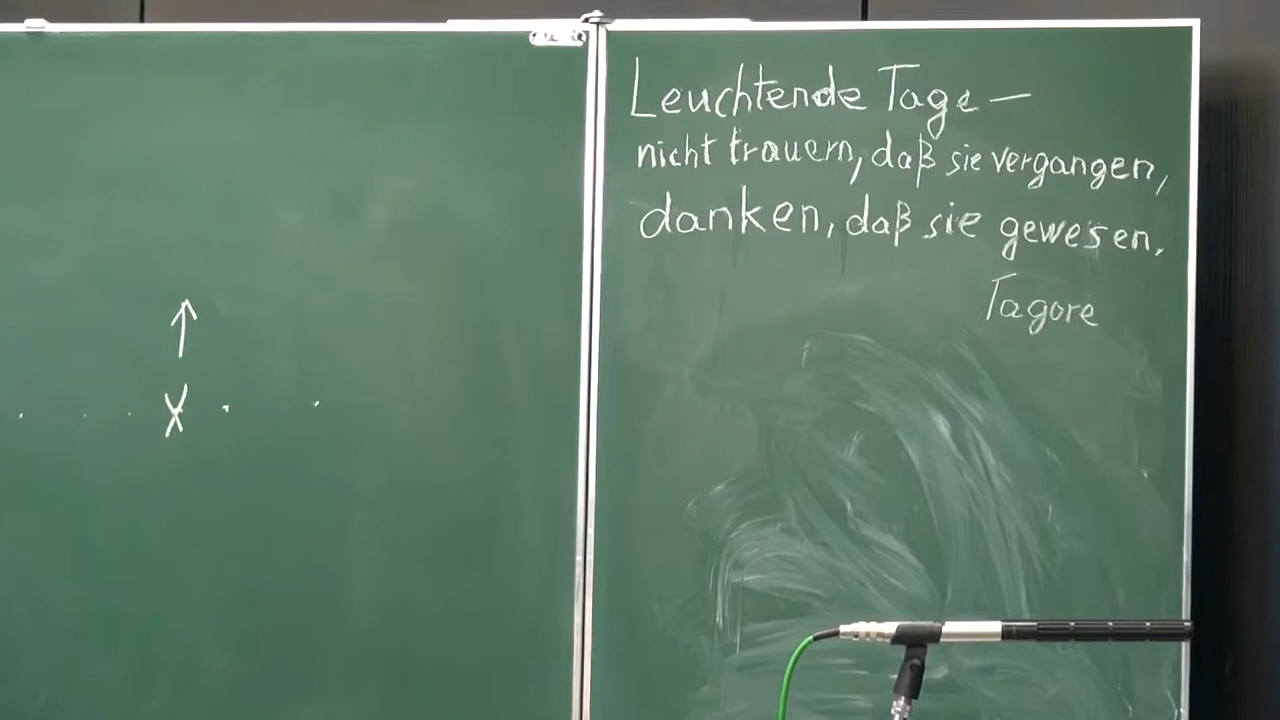 X
Leuchtende Tage –
nicht trauern, daß sie vergangen,
danken, daß sie gewesen.
Tagore